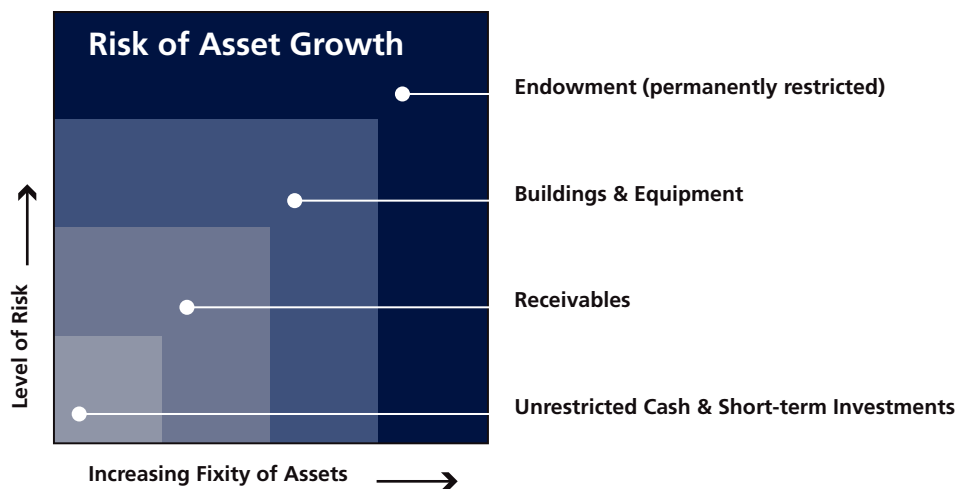 Risk of Asset Growth
Endowment (permanently restricted)
Buildings & Equipment
Receivables
Unrestricted Cash & Short-term Investments
Level of Risk
Increasing Fixity of Assets